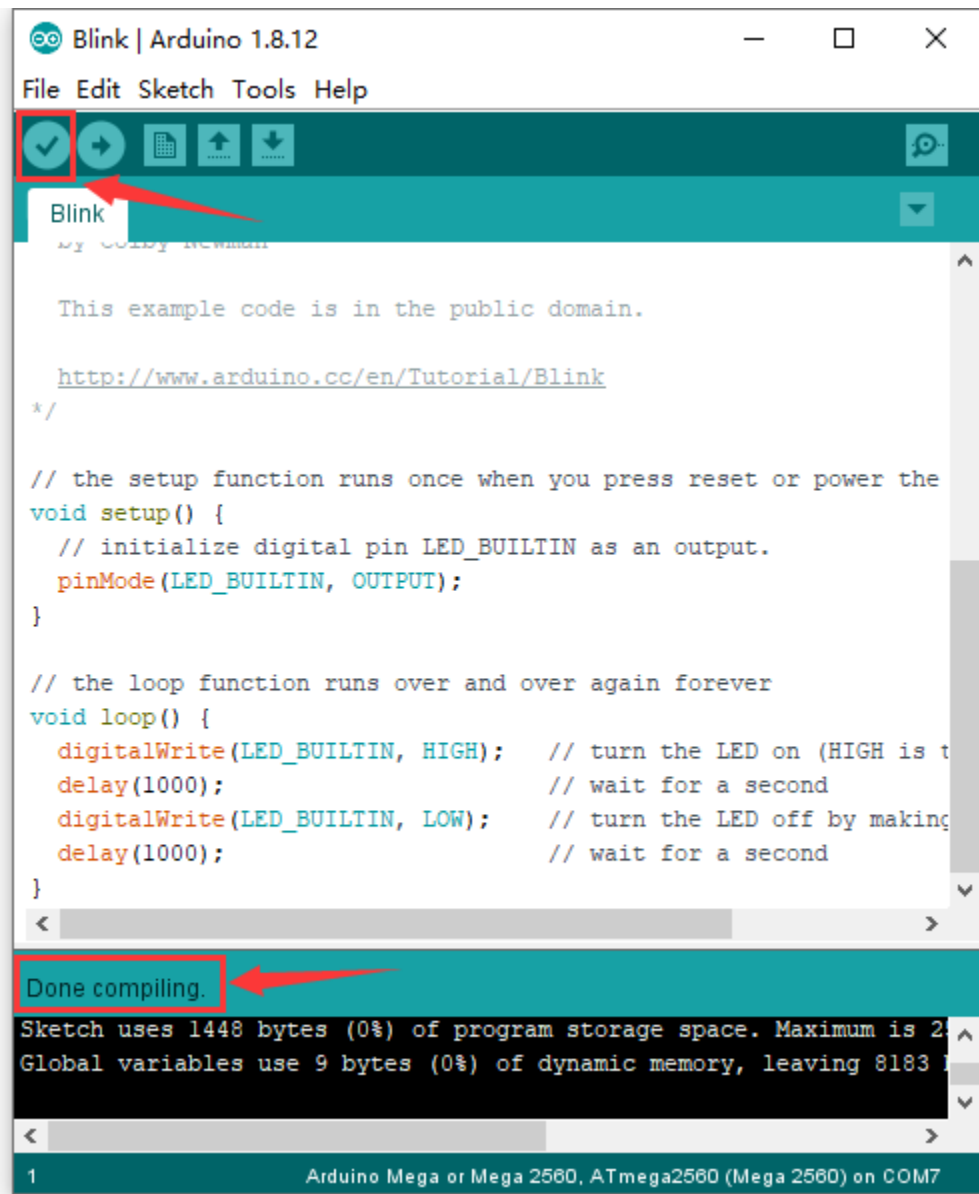 Blink | Arduino 1.8.12
File Edit Sketch Tools Help
Blink
by Colby Newman
This example code is in the public domain.
http://www.arduino.cc/en/Tutorial/Blink
*/
// the setup function runs once when you press reset or power the
void setup() {
  // initialize digital pin LED_BUILTIN as an output.
  pinMode(LED_BUILTIN, OUTPUT);
}
// the loop function runs over and over again forever
void loop() {
  digitalWrite(LED_BUILTIN, HIGH);   // turn the LED on (HIGH is t
  delay(1000);                       // wait for a second
  digitalWrite(LED_BUILTIN, LOW);    // turn the LED off by making
  delay(1000);                       // wait for a second
}
Done compiling.
Sketch uses 1448 bytes (0%) of program storage space. Maximum is 2
Global variables use 9 bytes (0%) of dynamic memory, leaving 8183
1 Arduino Mega or Mega 2560, ATmega2560 (Mega 2560) on COM7